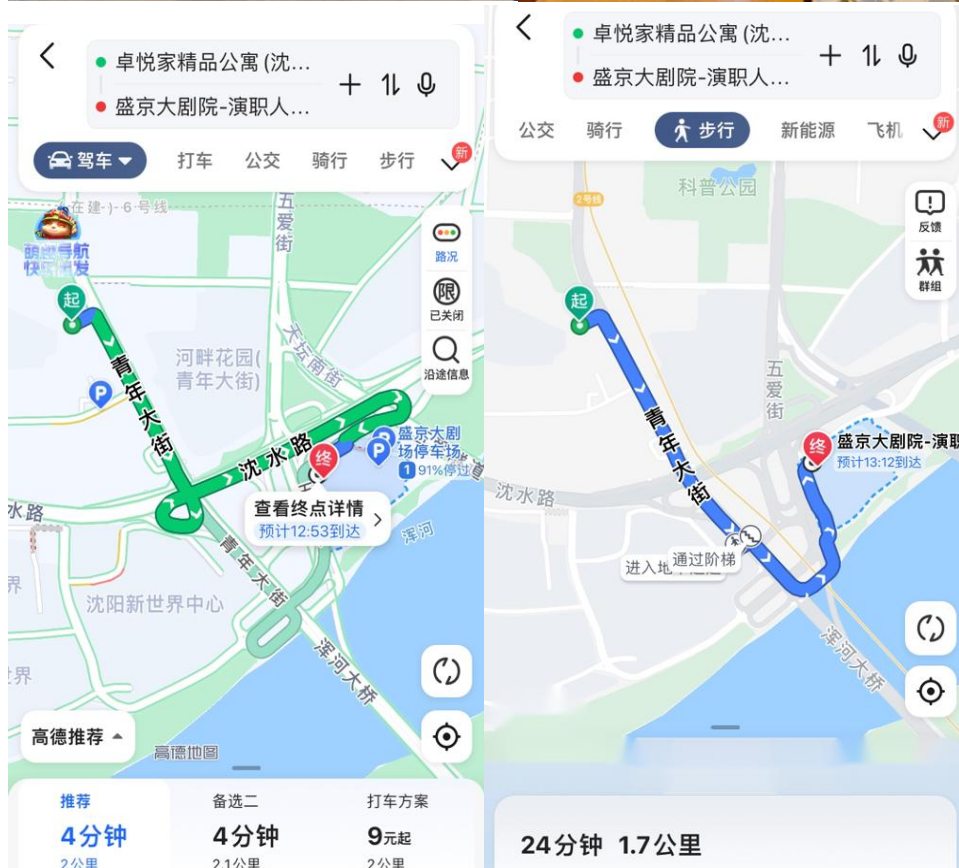 卓悦家精品公寓(沈...
盛京大剧院-演职人...
驾车
打车
公交
骑行
步行
新
在建-)-6号线
五爱街
路况
限
已关闭
沿途信息
起
青年大街
河畔花园(
青年大街)
天坛南街
P
沈水路
盛京大剧
场停车场
1 91%停过
P
终
查看终点详情
预计12:53到达
水路
浑河
青年大街
沈阳新世界中心
界
世界
浑河大桥
高德推荐
高德地图
推荐
4分钟
2公里
备选二
4分钟
2.1公里
打车方案
9元起
2公里
卓悦家精品公寓(沈...
盛京大剧院-演职人...
公交
骑行
步行
新能源
飞机
新
科普公园
2号线
反馈
群组
起
五爱街
青年大街
终
盛京大剧院-演职
预计13:12到达
沈水路
进入地
通过阶梯
浑河大桥
24分钟 1.7公里